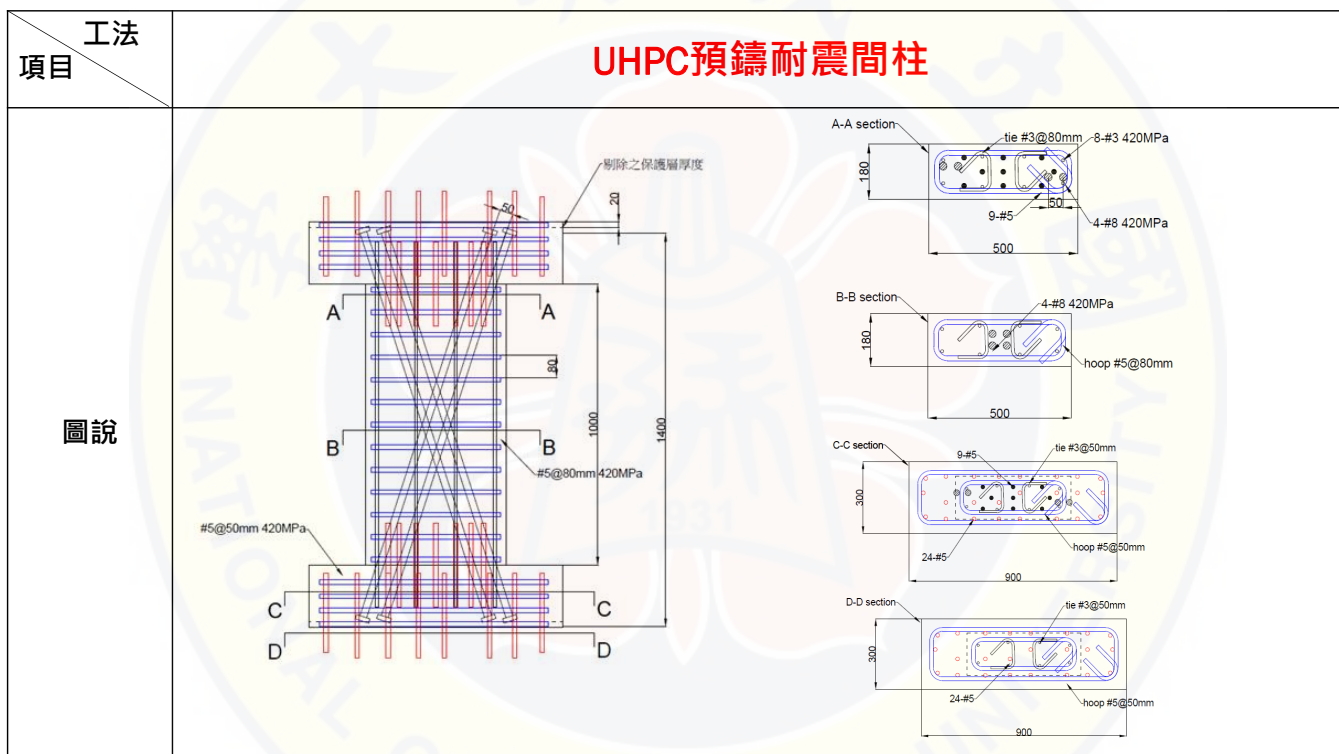 工法
項目
UHPC預鑄耐震間柱
圖說
剔除之保護層厚度
50
20
A
A
80
B
B
1000
1400
#5@80mm 420MPa
#5@50mm 420MPa
C
C
D
D
A-A section
tie #3@80mm
8-#3 420MPa
180
9-#5
50
4-#8 420MPa
500
B-B section
4-#8 420MPa
180
hoop #5@80mm
500
C-C section
9-#5
tie #3@50mm
300
24-#5
hoop #5@50mm
900
D-D section
tie #3@50mm
300
24-#5
hoop #5@50mm
900
1931
NATIONAL